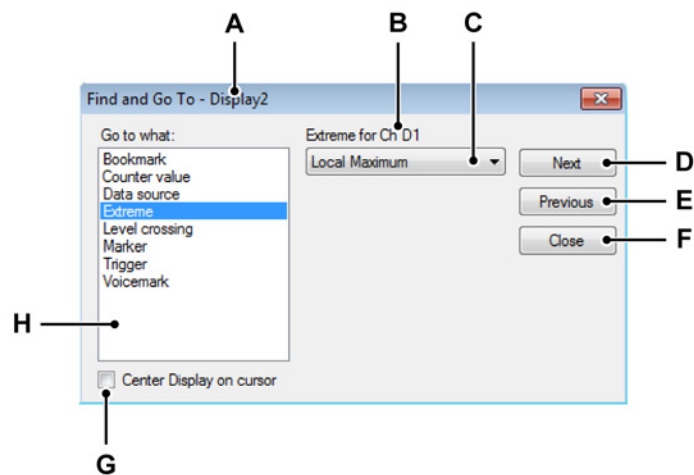 A
B
C
Find and Go To - Display2
Go to what:
Extreme for Ch D1
Bookmark
Counter value
Data source
Extreme
Level crossing
Marker
Trigger
Voicemark
Local Maximum
Next
D
Previous
E
Close
F
H
Center Display on cursor
G